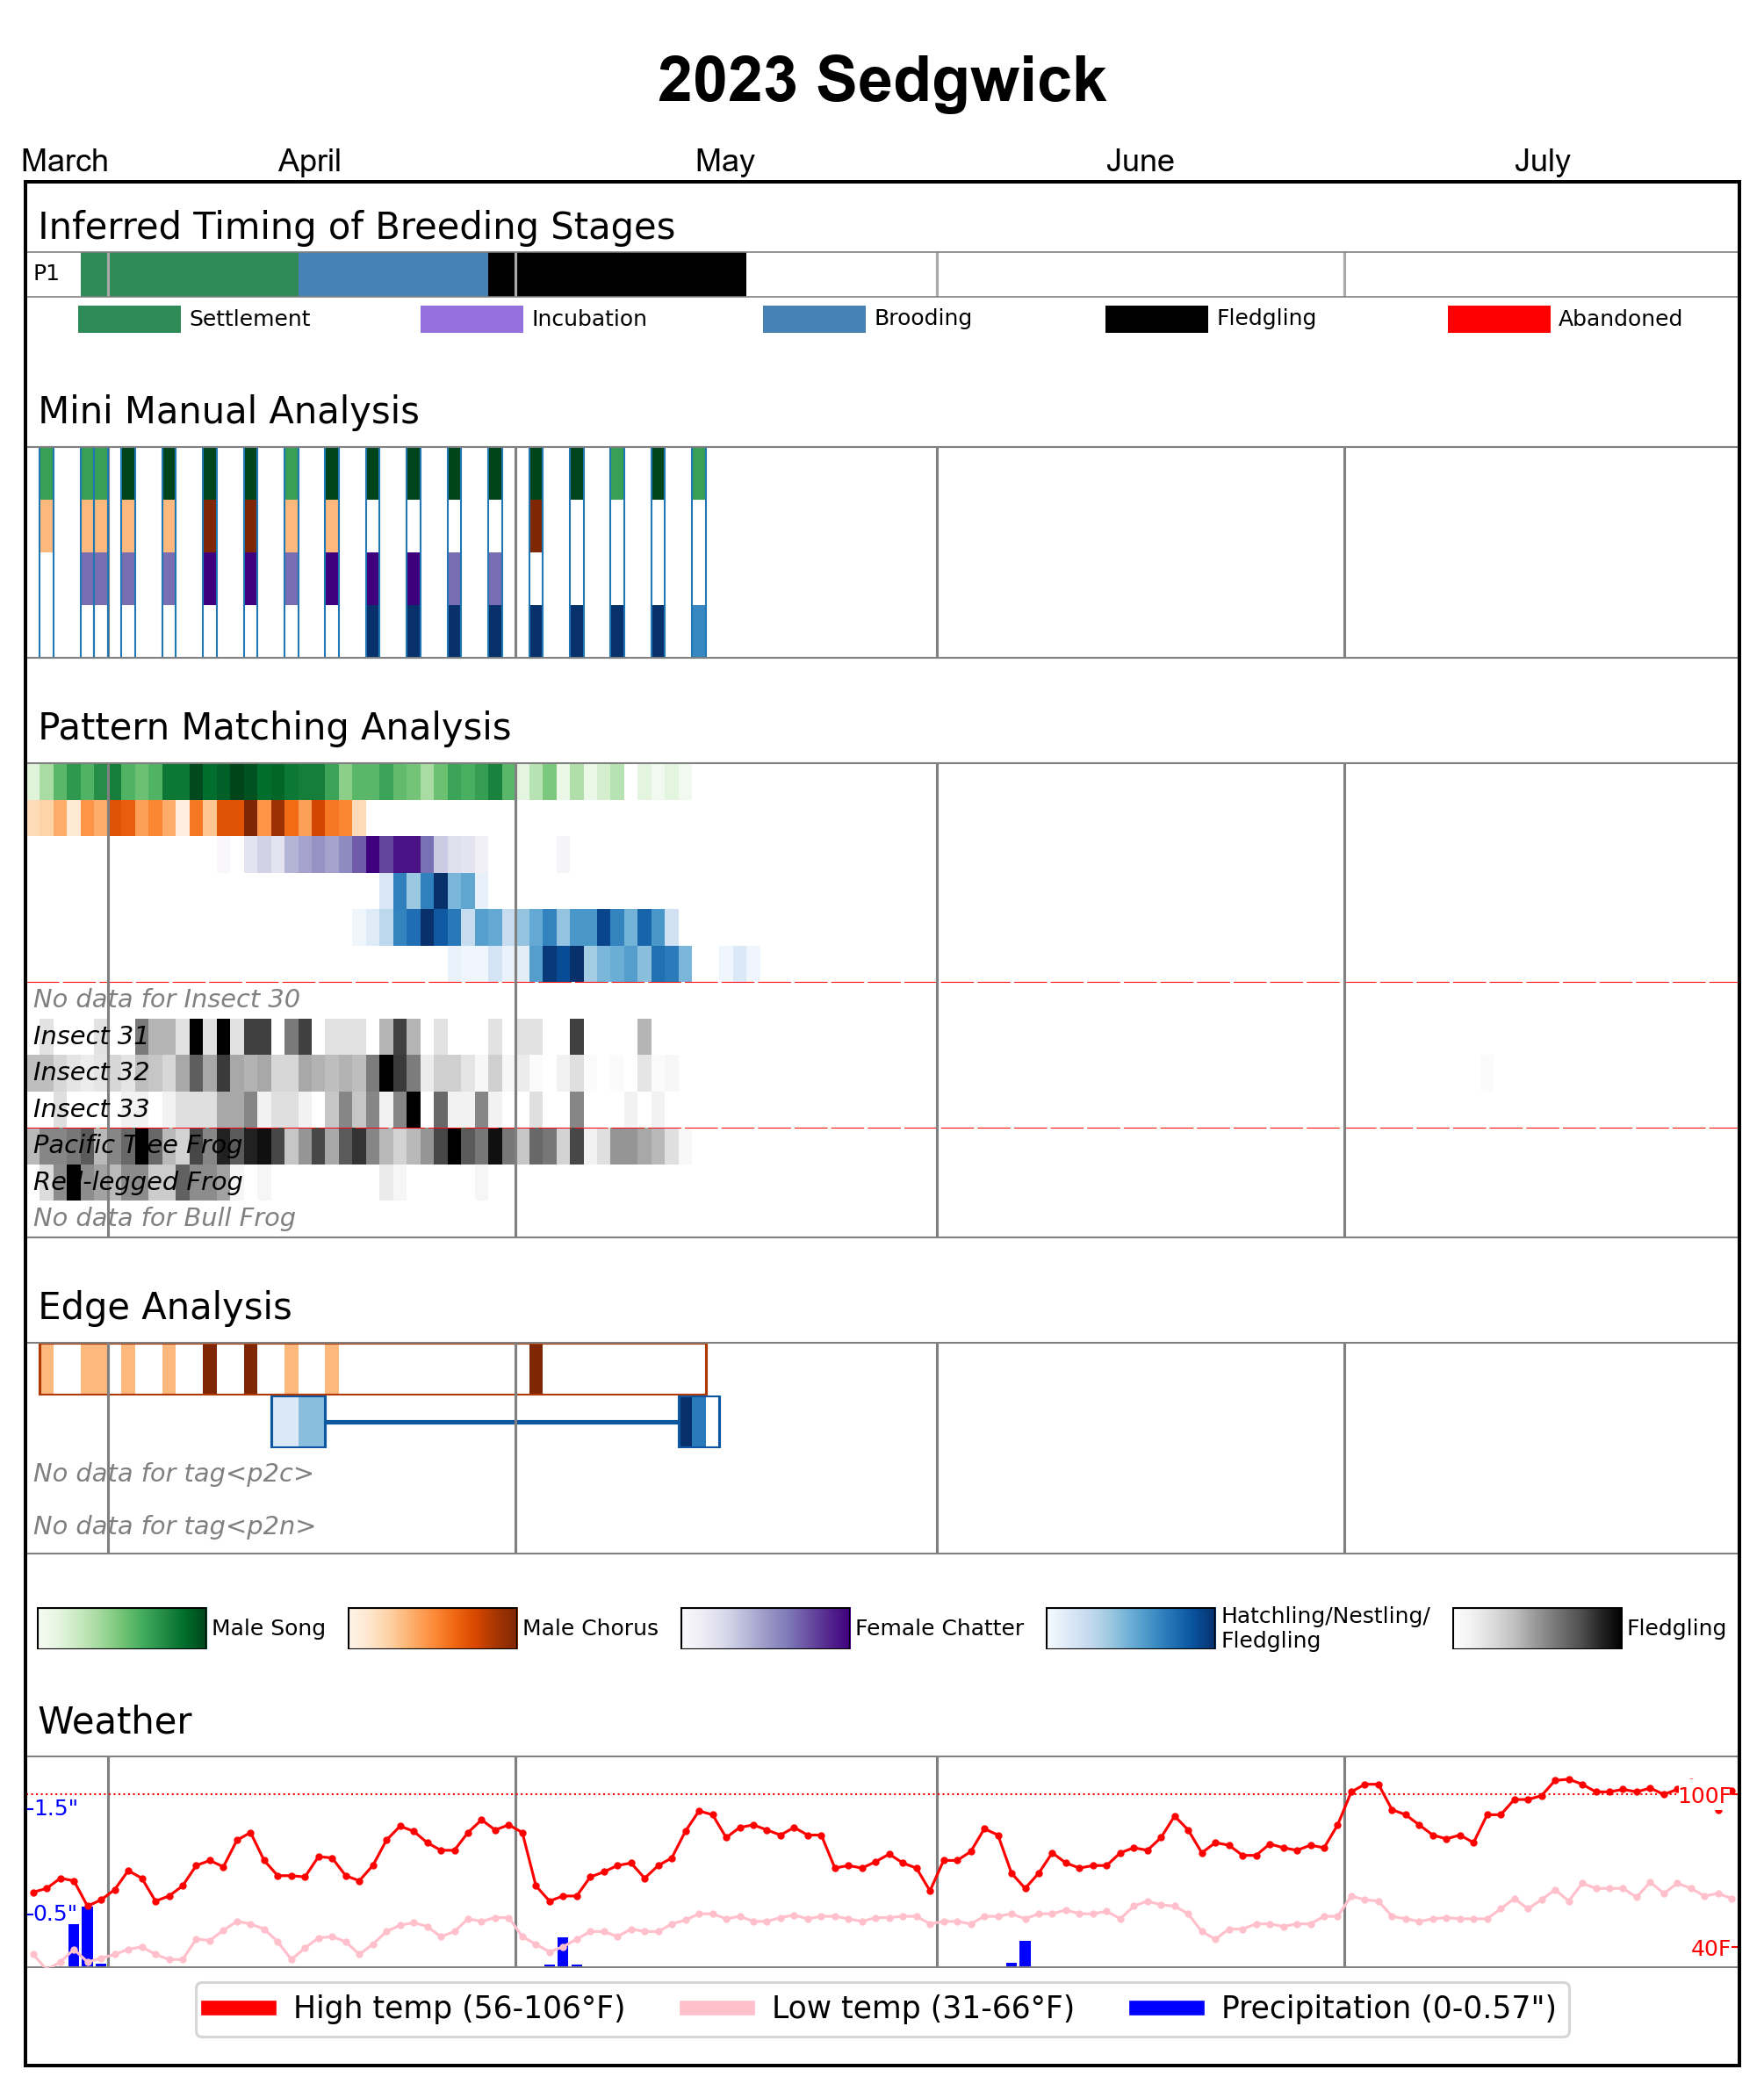 2023 Sedgwick
March April May June July
Inferred Timing of Breeding Stages
P1
Settlement Incubation Brooding Fledgling Abandoned
Mini Manual Analysis
Pattern Matching Analysis
No data for Insect 30
Insect 31
Insect 32
Insect 33
Pacific Tree Frog
Red-legged Frog
No data for Bull Frog
Edge Analysis
No data for tag<p2c>
No data for tag<p2n>
Male Song Male Chorus Female Chatter Hatchling/Nestling/
Fledgling Fledgling
Weather
1.5" 100F
0.5"
40F
High temp (56-106°F) Low temp (31-66°F) Precipitation (0-0.57")